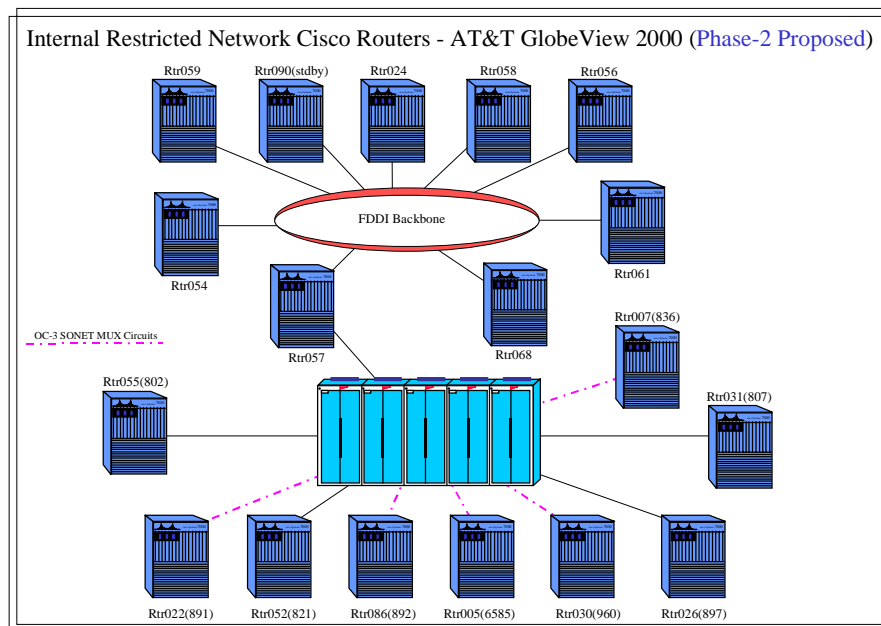 Internal Restricted Network Cisco Routers - AT&T GlobeView 2000 (Phase-2 Proposed)
Rtr059
Rtr090(stdby)
Rtr024
Rtr058
Rtr056
FDDI Backbone
Rtr054
Rtr061
Rtr057
Rtr068
Rtr007(836)
OC-3 SONET MUX Circuits
Rtr055(802)
Rtr031(807)
Rtr022(891)
Rtr052(821)
Rtr086(892)
Rtr005(6585)
Rtr030(960)
Rtr026(897)